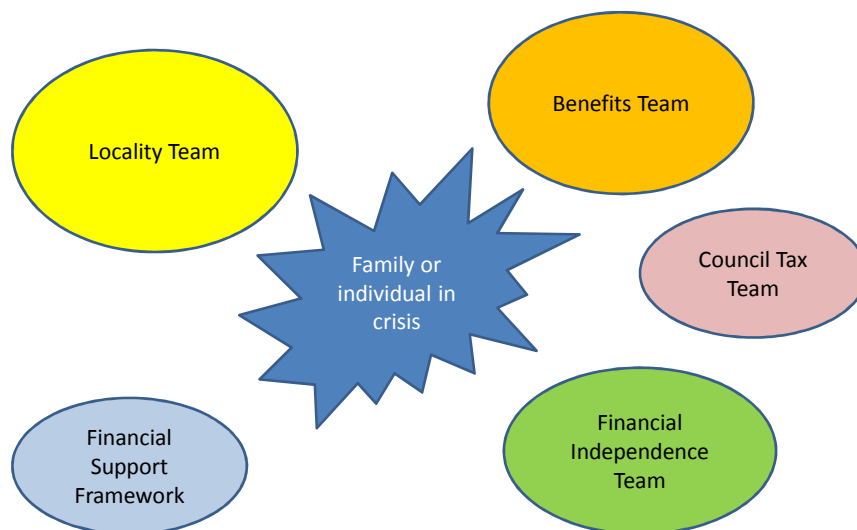 Benefits Team
Locality Team
Council Tax
Team
Family or
individual in
crisis
Financial
Independence
Team
Financial
Support
Framework